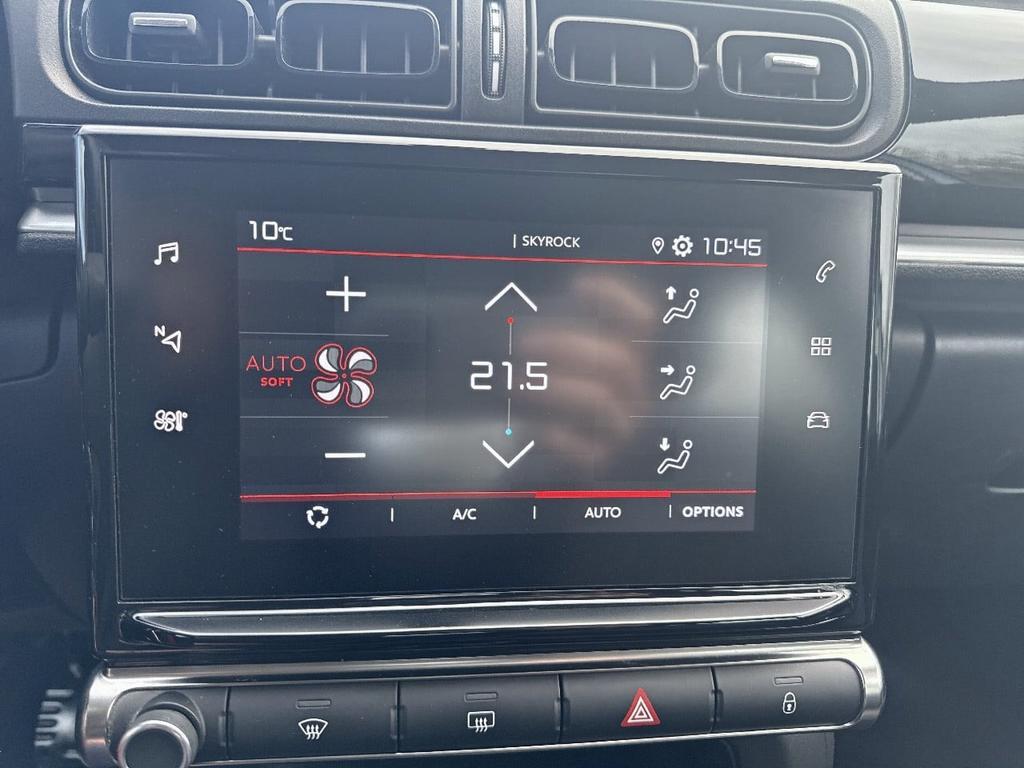 10°C
SKYROCK
10:45
N
AUTO
SOFT
21.5
A/C
AUTO
OPTIONS